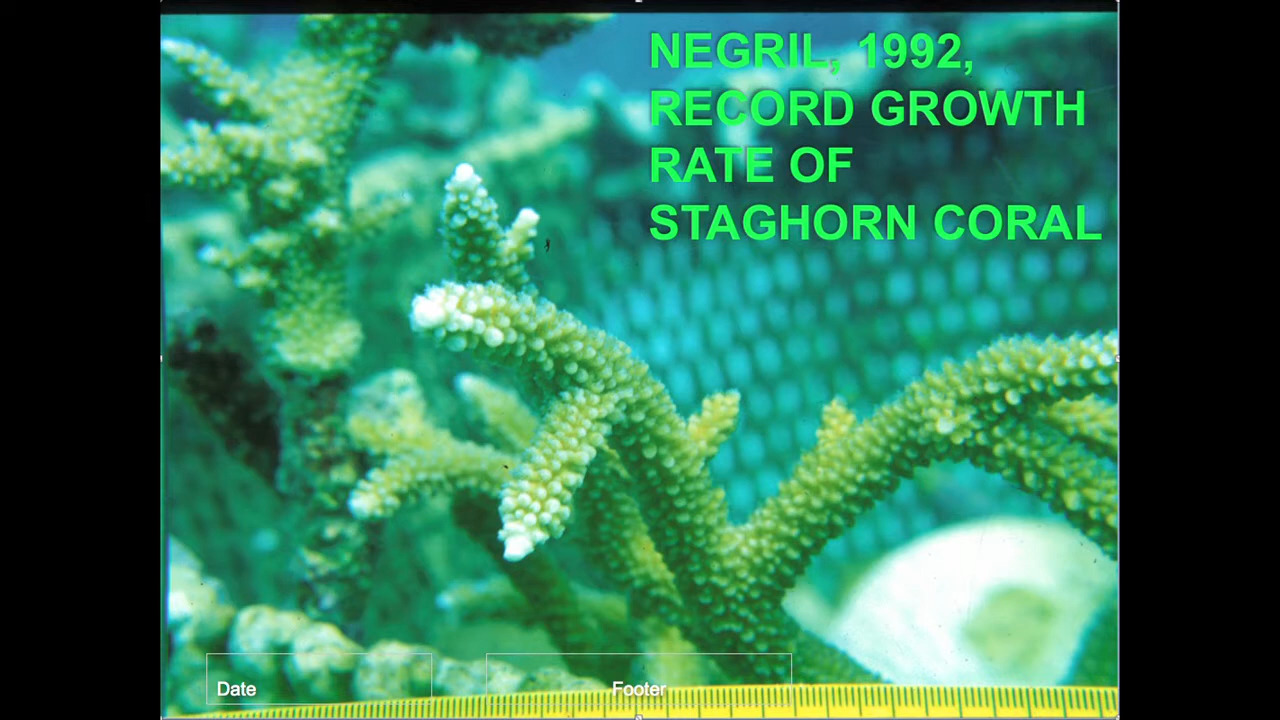 NEGRIL, 1992,
RECORD GROWTH
RATE OF
STAGHORN CORAL
Date
Footer